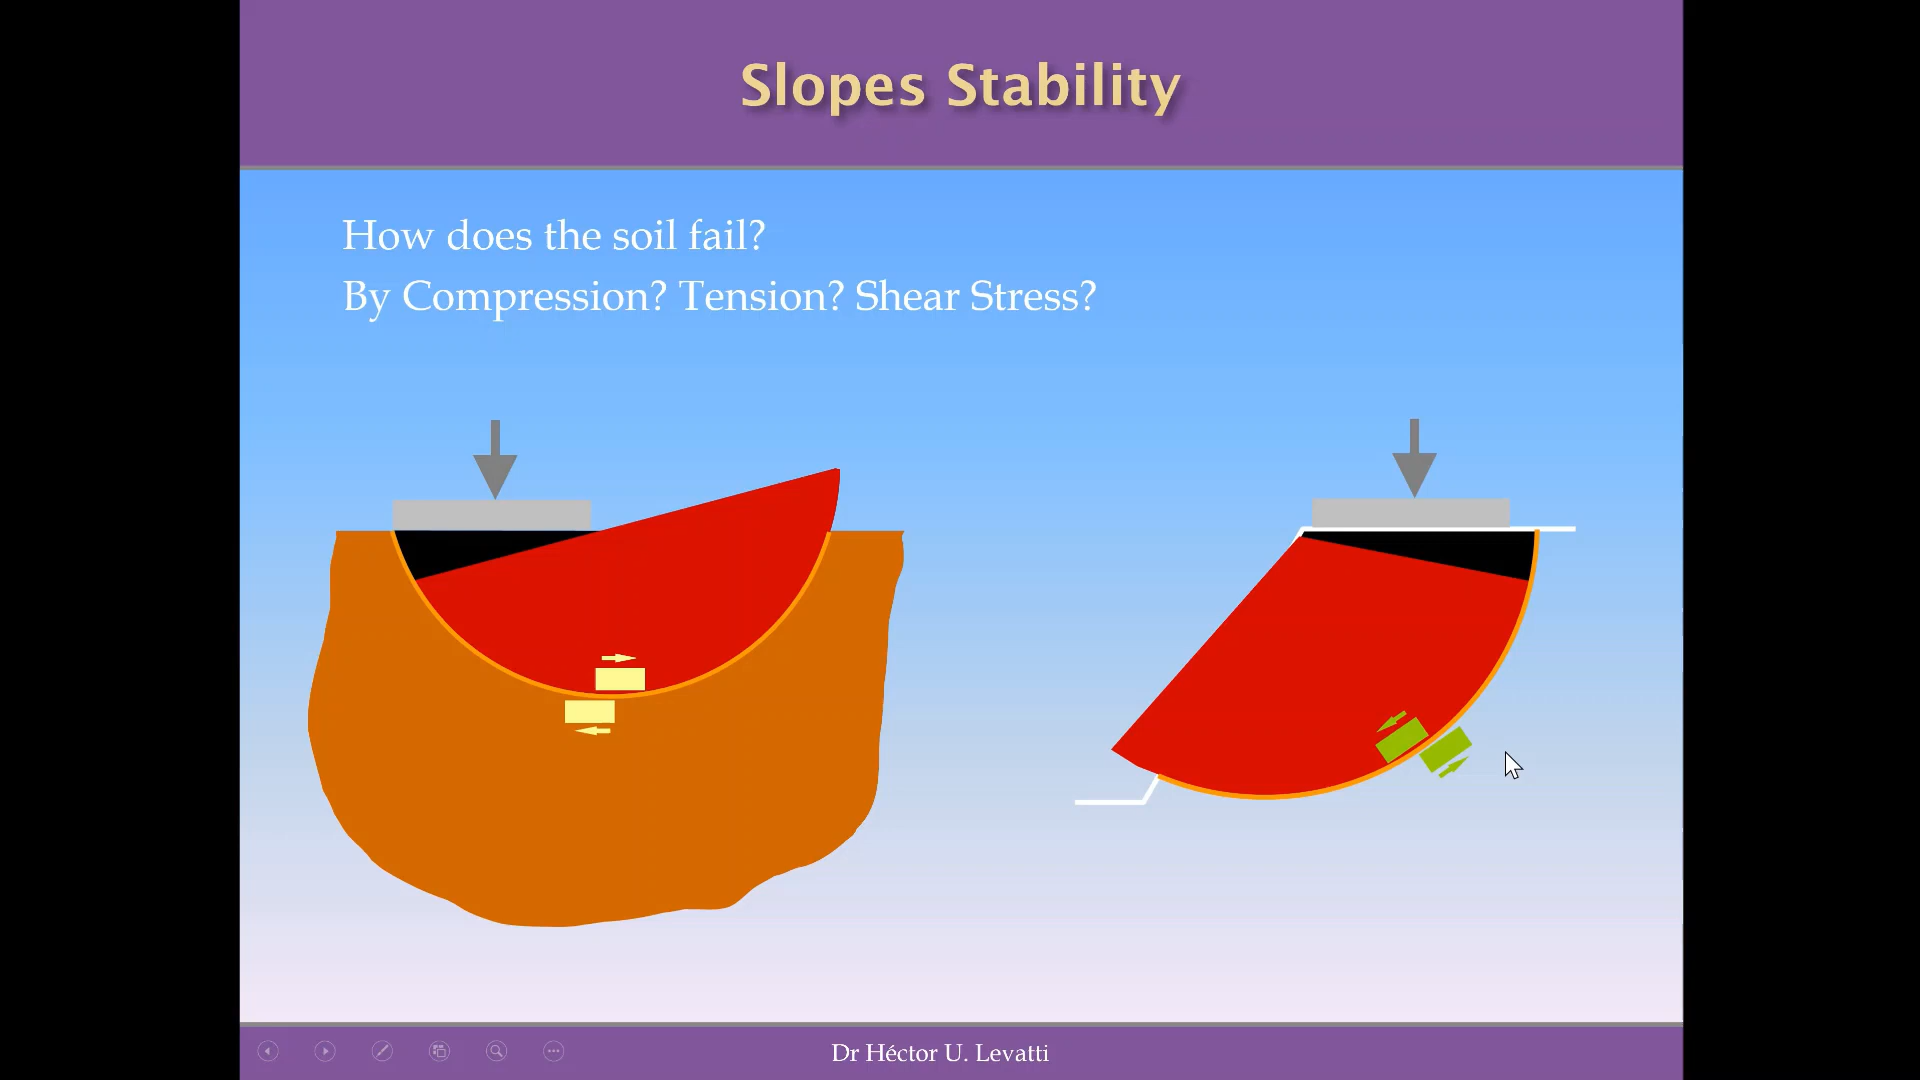 Slopes Stability
How does the soil fail?
By Compression? Tension? Shear Stress?
Dr Héctor U. Levatti